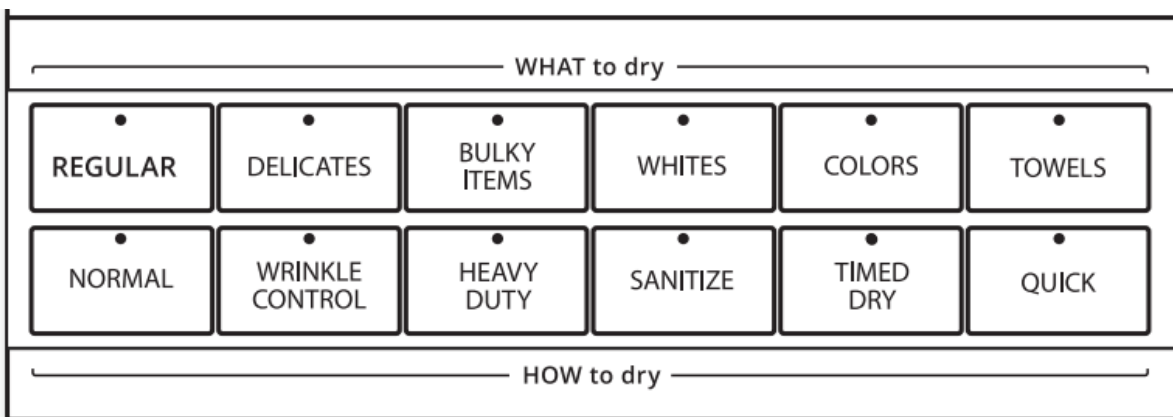 WHAT to dry
REGULAR
DELICATES
BULKY
ITEMS
WHITES
COLORS
TOWELS
NORMAL
WRINKLE
CONTROL
HEAVY
DUTY
SANITIZE
TIMED
DRY
QUICK
HOW to dry